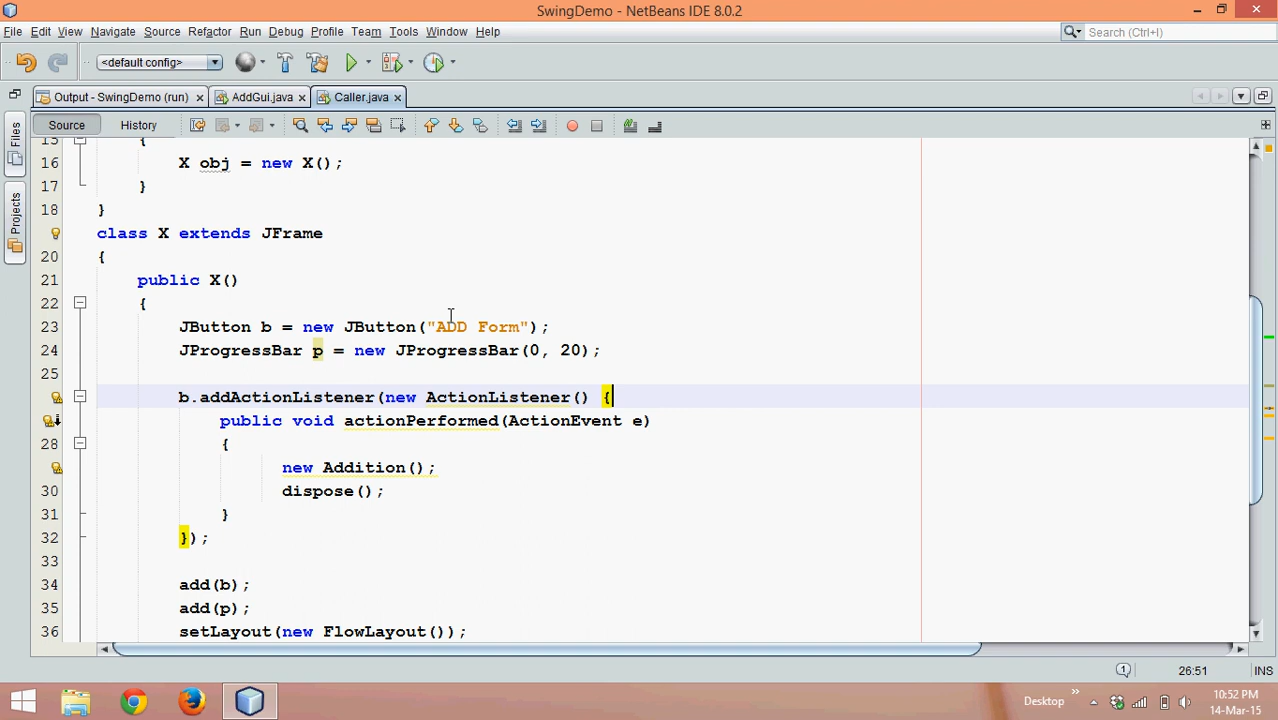 SwingDemo - NetBeans IDE 8.0.2
File Edit View Navigate Source Refactor Run Debug Profile Team Tools Window Help
Search (Ctrl+I)
<default config>
Output - SwingDemo (run) AddGui.java Caller.java
Source History
Files
Projects
15 {
16 X obj = new X();
17 }
18 }
class X extends JFrame
20 {
21 public X()
22 {
23 JButton b = new JButton("ADD Form");
24 JProgressBar p = new JProgressBar(0, 20);
25
b.addActionListener(new ActionListener() {
public void actionPerformed(ActionEvent e)
28 {
new Addition();
30 dispose();
31 }
32 });
33
34 add(b);
35 add(p);
36 setLayout(new FlowLayout());
1 26:51 INS
Desktop
10:52 PM
14-Mar-15